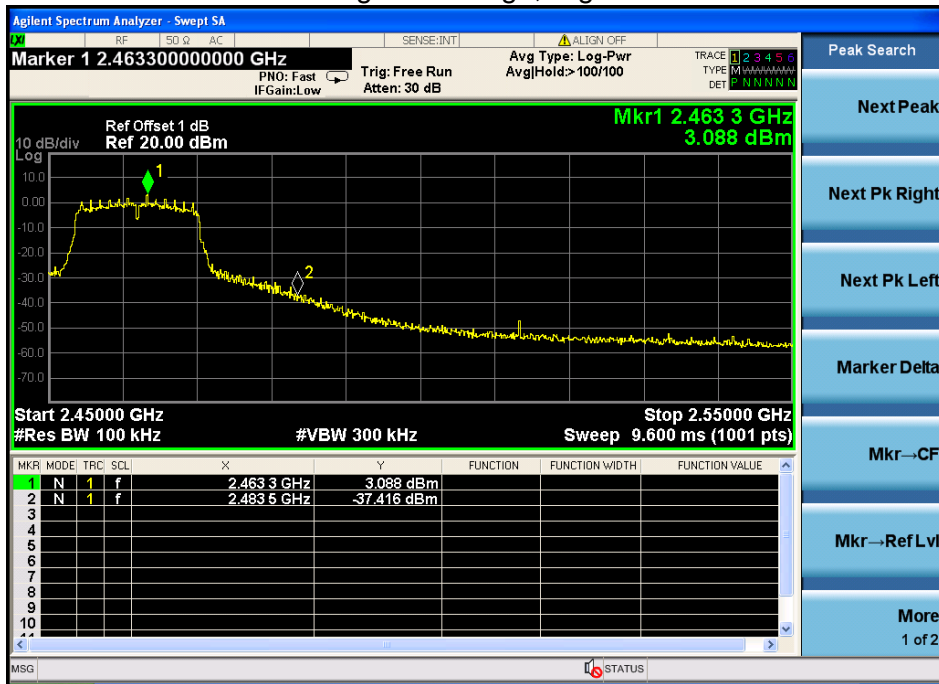 Agilent Spectrum Analyzer - Swept SA
LXI RF 50 Ω AC SENSE:INT ALIGN OFF
Marker 1 2.463300000000 GHz
PNO: Fast
IFGain:Low
Trig: Free Run
Atten: 30 dB
Avg Type: Log-Pwr
Avg|Hold:>100/100
TRACE 1 2 3 4 5 6
TYPE M W W W W W
DET P N N N N N
Peak Search
Next Peak
Next Pk Right
Next Pk Left
Marker Delta
Mkr→CF
Mkr→Ref Lvl
More
1 of 2
Mkr1 2.463 3 GHz
3.088 dBm
10 dB/div
Log
Ref Offset 1 dB
Ref 20.00 dBm
10.0
0.00
-10.0
-20.0
-30.0
-40.0
-50.0
-60.0
-70.0
1
2
Start 2.45000 GHz
Stop 2.55000 GHz
#Res BW 100 kHz
#VBW 300 kHz
Sweep 9.600 ms (1001 pts)
MKR MODE TRC SCL X Y FUNCTION FUNCTION WIDTH FUNCTION VALUE
1 N 1 f 2.463 3 GHz 3.088 dBm
2 N 1 f 2.483 5 GHz -37.416 dBm
3
4
5
6
7
8
9
10
11
MSG
STATUS